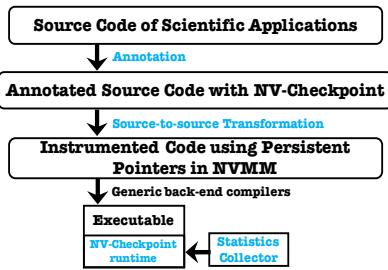 Source Code of Scientific Applications
Annotation
Annotated Source Code with NV-Checkpoint
Source-to-source Transformation
Instrumented Code using Persistent
Pointers in NVMM
Generic back-end compilers
Executable
NV-Checkpoint
runtime
Statistics
Collector